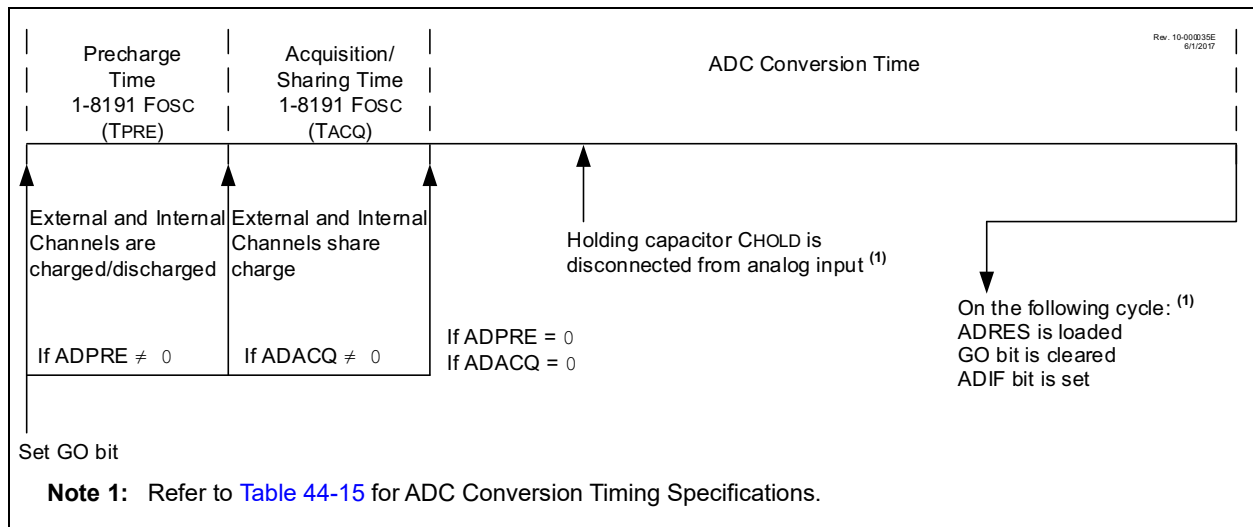 Rev. 10-000035E
6/1/2017
Precharge
Time
1-8191 FOSC
(TPRE)
Acquisition/
Sharing Time
1-8191 FOSC
(TACQ)
ADC Conversion Time
External and Internal
Channels are
charged/discharged
External and Internal
Channels share
charge
Holding capacitor CHOLD is
disconnected from analog input (1)
On the following cycle: (1)
ADRES is loaded
GO bit is cleared
ADIF bit is set
If ADPRE ≠ 0
If ADACQ ≠ 0
If ADPRE = 0
If ADACQ = 0
Set GO bit
Note 1: Refer to Table 44-15 for ADC Conversion Timing Specifications.